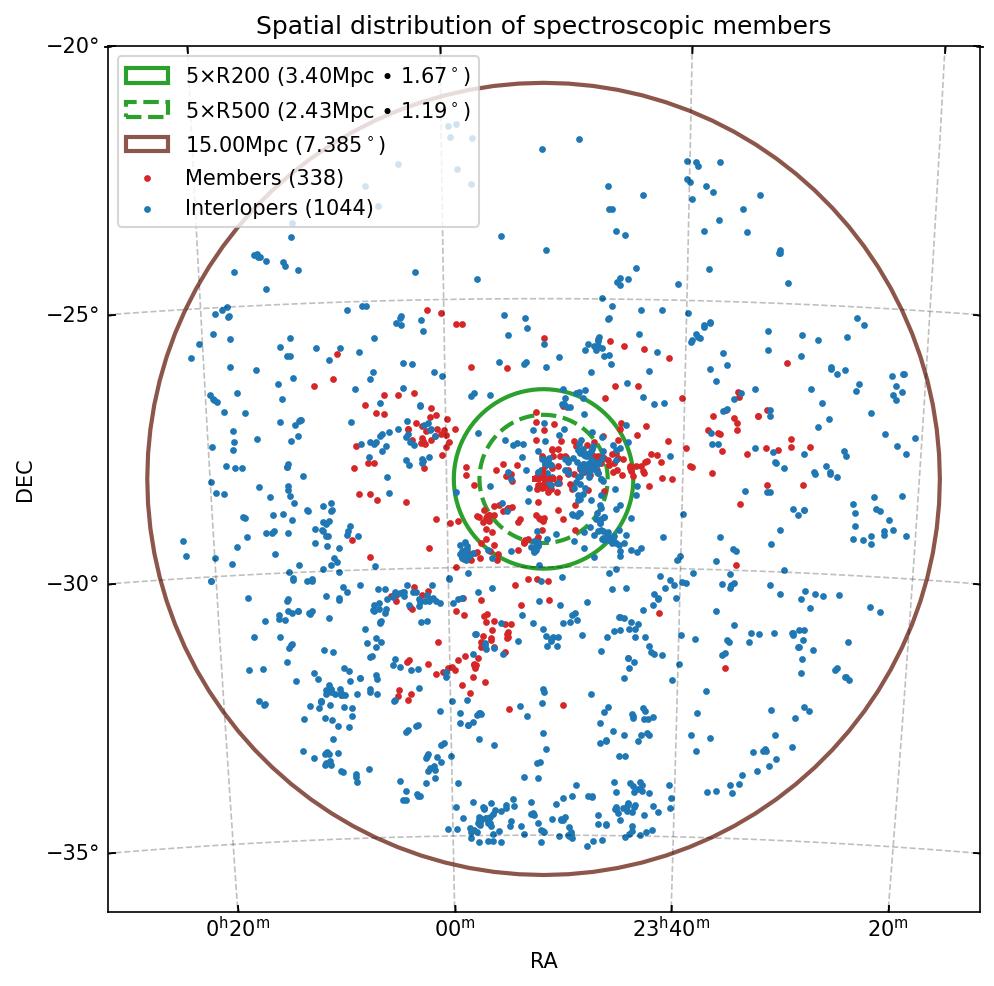 Spatial distribution of spectroscopic members
5×R200 (3.40Mpc • 1.67°)
5×R500 (2.43Mpc • 1.19°)
15.00Mpc (7.385°)
Members (338)
Interlopers (1044)
−20°
−25°
−30°
−35°
DEC
0ʰ20ᵐ 00ᵐ 23ʰ40ᵐ 20ᵐ
RA